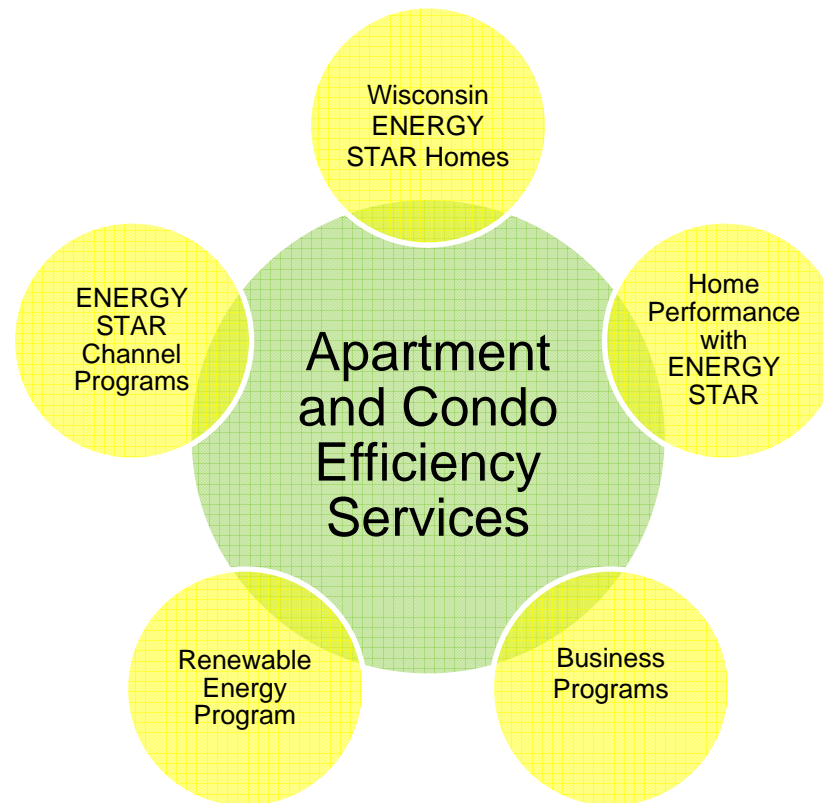 Wisconsin
ENERGY
STAR Homes
ENERGY
STAR
Channel
Programs
Home
Performance
with
ENERGY
STAR
Apartment
and Condo
Efficiency
Services
Renewable
Energy
Program
Business
Programs